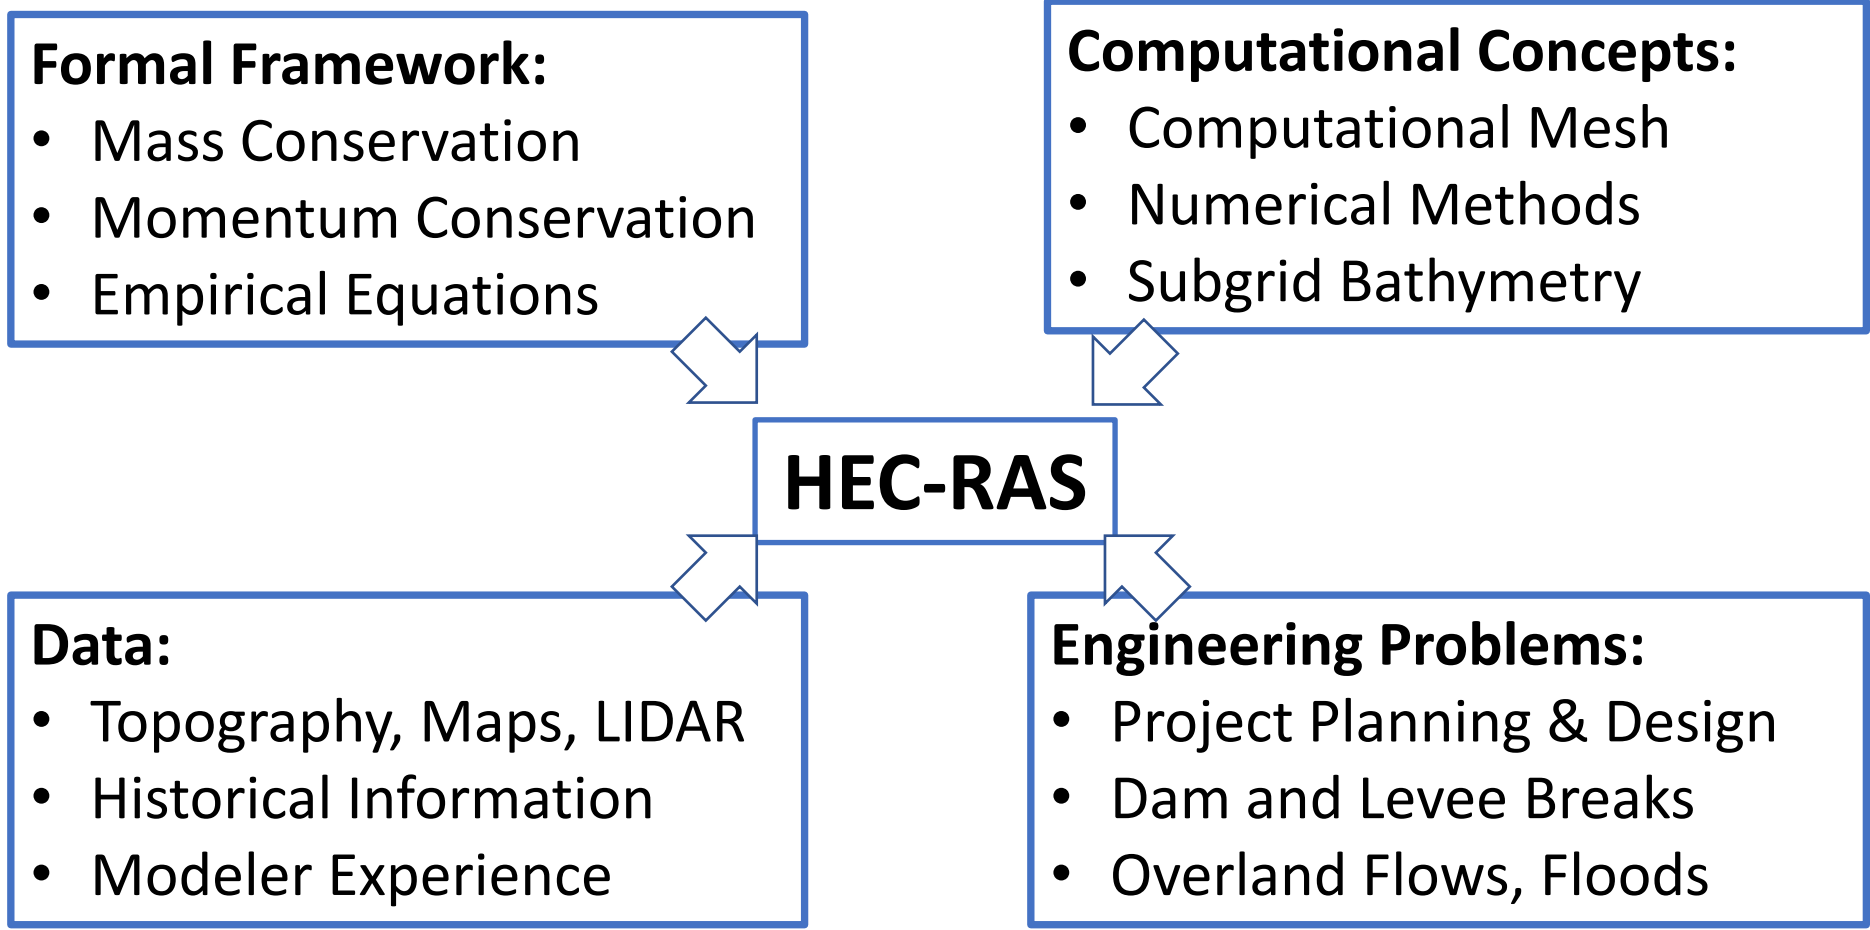 Formal Framework:
• Mass Conservation
• Momentum Conservation
• Empirical Equations
Computational Concepts:
• Computational Mesh
• Numerical Methods
• Subgrid Bathymetry
HEC-RAS
Data:
• Topography, Maps, LIDAR
• Historical Information
• Modeler Experience
Engineering Problems:
• Project Planning & Design
• Dam and Levee Breaks
• Overland Flows, Floods